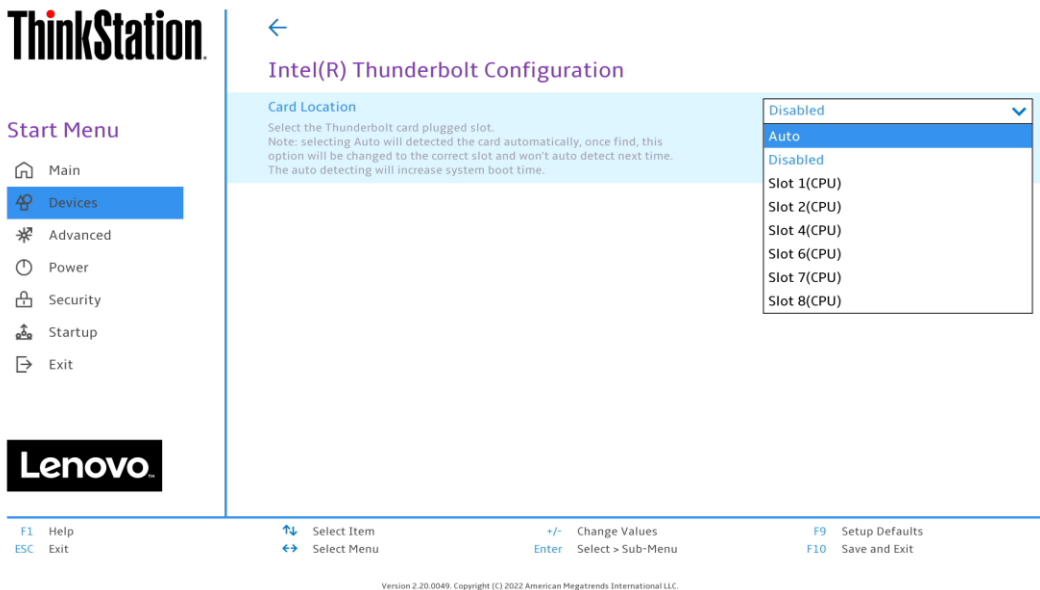 ThinkStation
Start Menu
Main
Devices
Advanced
Power
Security
Startup
Exit
Lenovo
←
Intel(R) Thunderbolt Configuration
Card Location
Select the Thunderbolt card plugged slot.
Note: selecting Auto will detected the card automatically, once find, this
option will be changed to the correct slot and won't auto detect next time.
The auto detecting will increase system boot time.
Disabled
Auto
Disabled
Slot 1(CPU)
Slot 2(CPU)
Slot 4(CPU)
Slot 6(CPU)
Slot 7(CPU)
Slot 8(CPU)
F1 Help
ESC Exit
↑↓ Select Item
↔ Select Menu
+/- Change Values
Enter Select > Sub-Menu
F9 Setup Defaults
F10 Save and Exit
Version 2.20.0049. Copyright (C) 2022 American Megatrends International LLC.